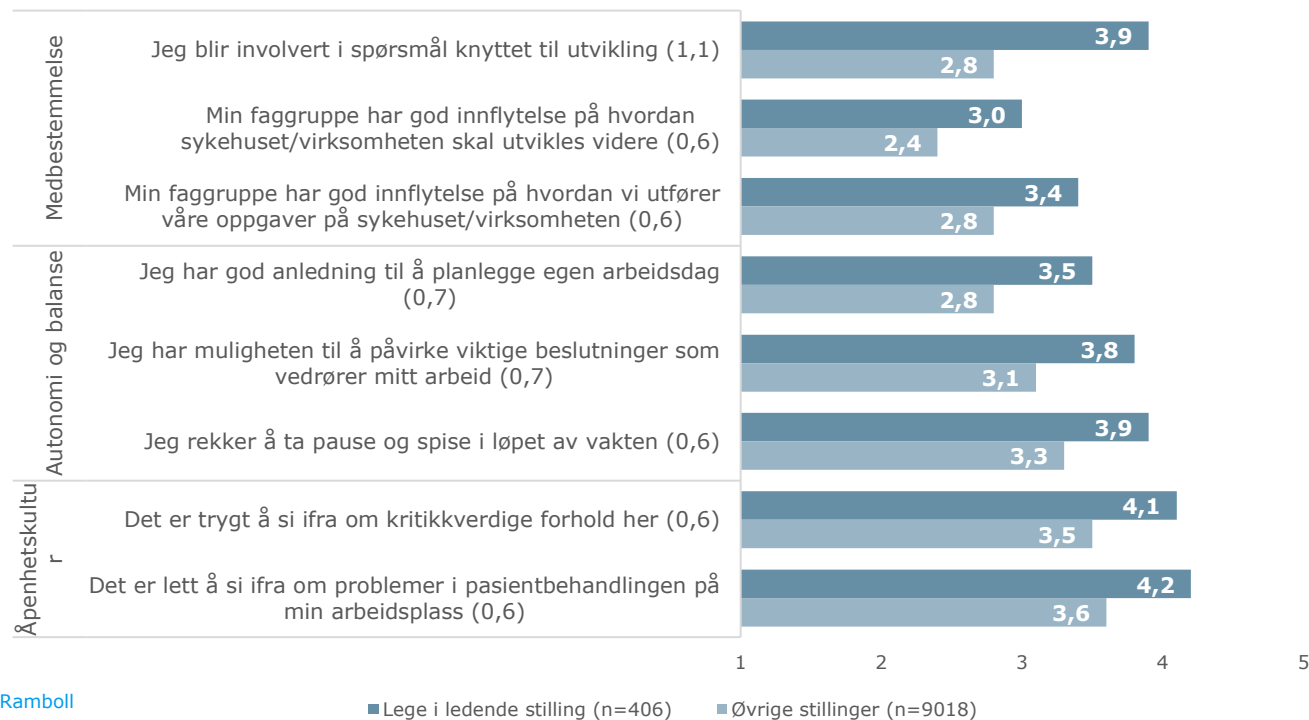 Medbestemmelse
Jeg blir involvert i spørsmål knyttet til utvikling (1,1)
3,9
2,8
Min faggruppe har god innflytelse på hvordan
sykehuset/virksomheten skal utvikles videre (0,6)
3,0
2,4
Min faggruppe har god innflytelse på hvordan vi utfører
våre oppgaver på sykehuset/virksomheten (0,6)
3,4
2,8
Autonomi og balanse
Jeg har god anledning til å planlegge egen arbeidsdag
(0,7)
3,5
2,8
Jeg har muligheten til å påvirke viktige beslutninger som
vedrører mitt arbeid (0,7)
3,8
3,1
Jeg rekker å ta pause og spise i løpet av vakten (0,6)
3,9
3,3
Åpenhetskultu
r
Det er trygt å si ifra om kritikkverdige forhold her (0,6)
4,1
3,5
Det er lett å si ifra om problemer i pasientbehandlingen på
min arbeidsplass (0,6)
4,2
3,6
1 2 3 4 5
Ramboll
Lege i ledende stilling (n=406) Øvrige stillinger (n=9018)